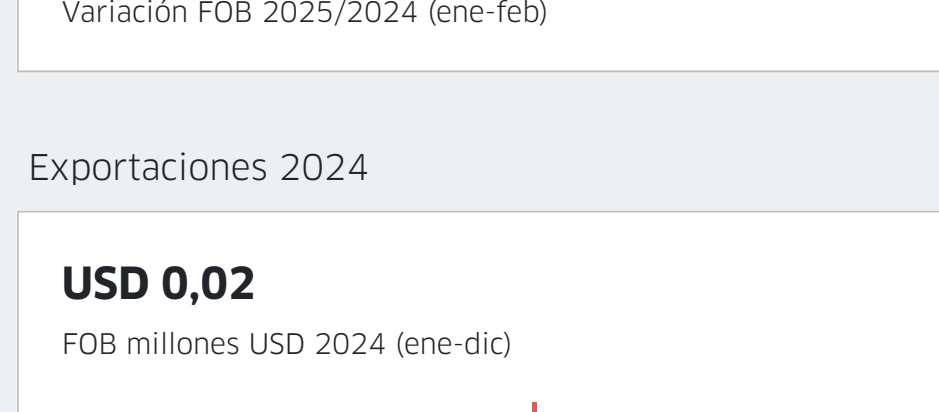 Variación FOB 2025/2024 (ene-feb)
Exportaciones 2024
USD 0,02
FOB millones USD 2024 (ene-dic)